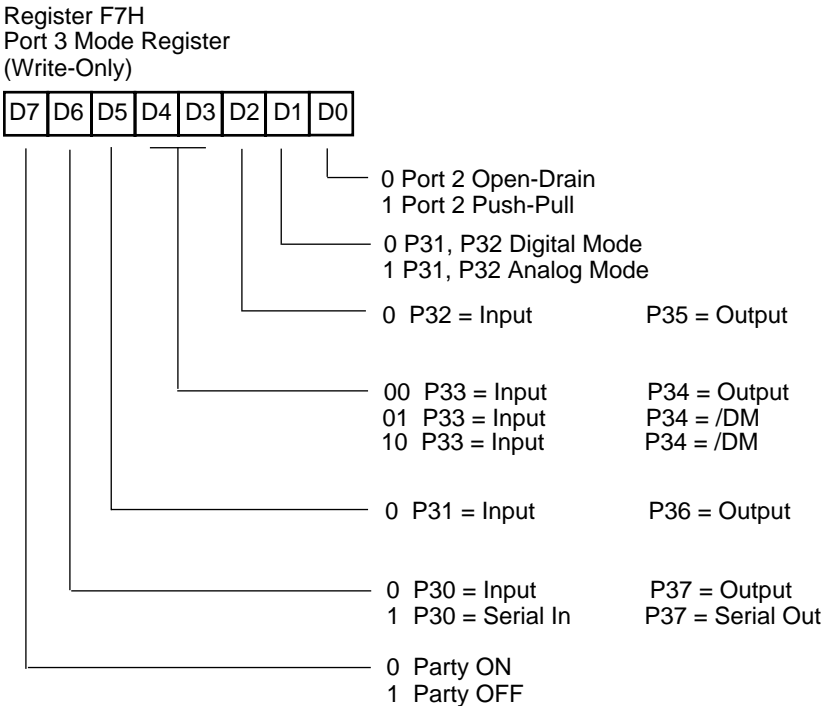 Register F7H
Port 3 Mode Register
(Write-Only)
D7 D6 D5 D4 D3 D2 D1 D0
0 Port 2 Open-Drain
1 Port 2 Push-Pull
0 P31, P32 Digital Mode
1 P31, P32 Analog Mode
0 P32 = Input P35 = Output
00 P33 = Input P34 = Output
01 P33 = Input P34 = /DM
10 P33 = Input P34 = /DM
0 P31 = Input P36 = Output
0 P30 = Input P37 = Output
1 P30 = Serial In P37 = Serial Out
0 Party ON
1 Party OFF